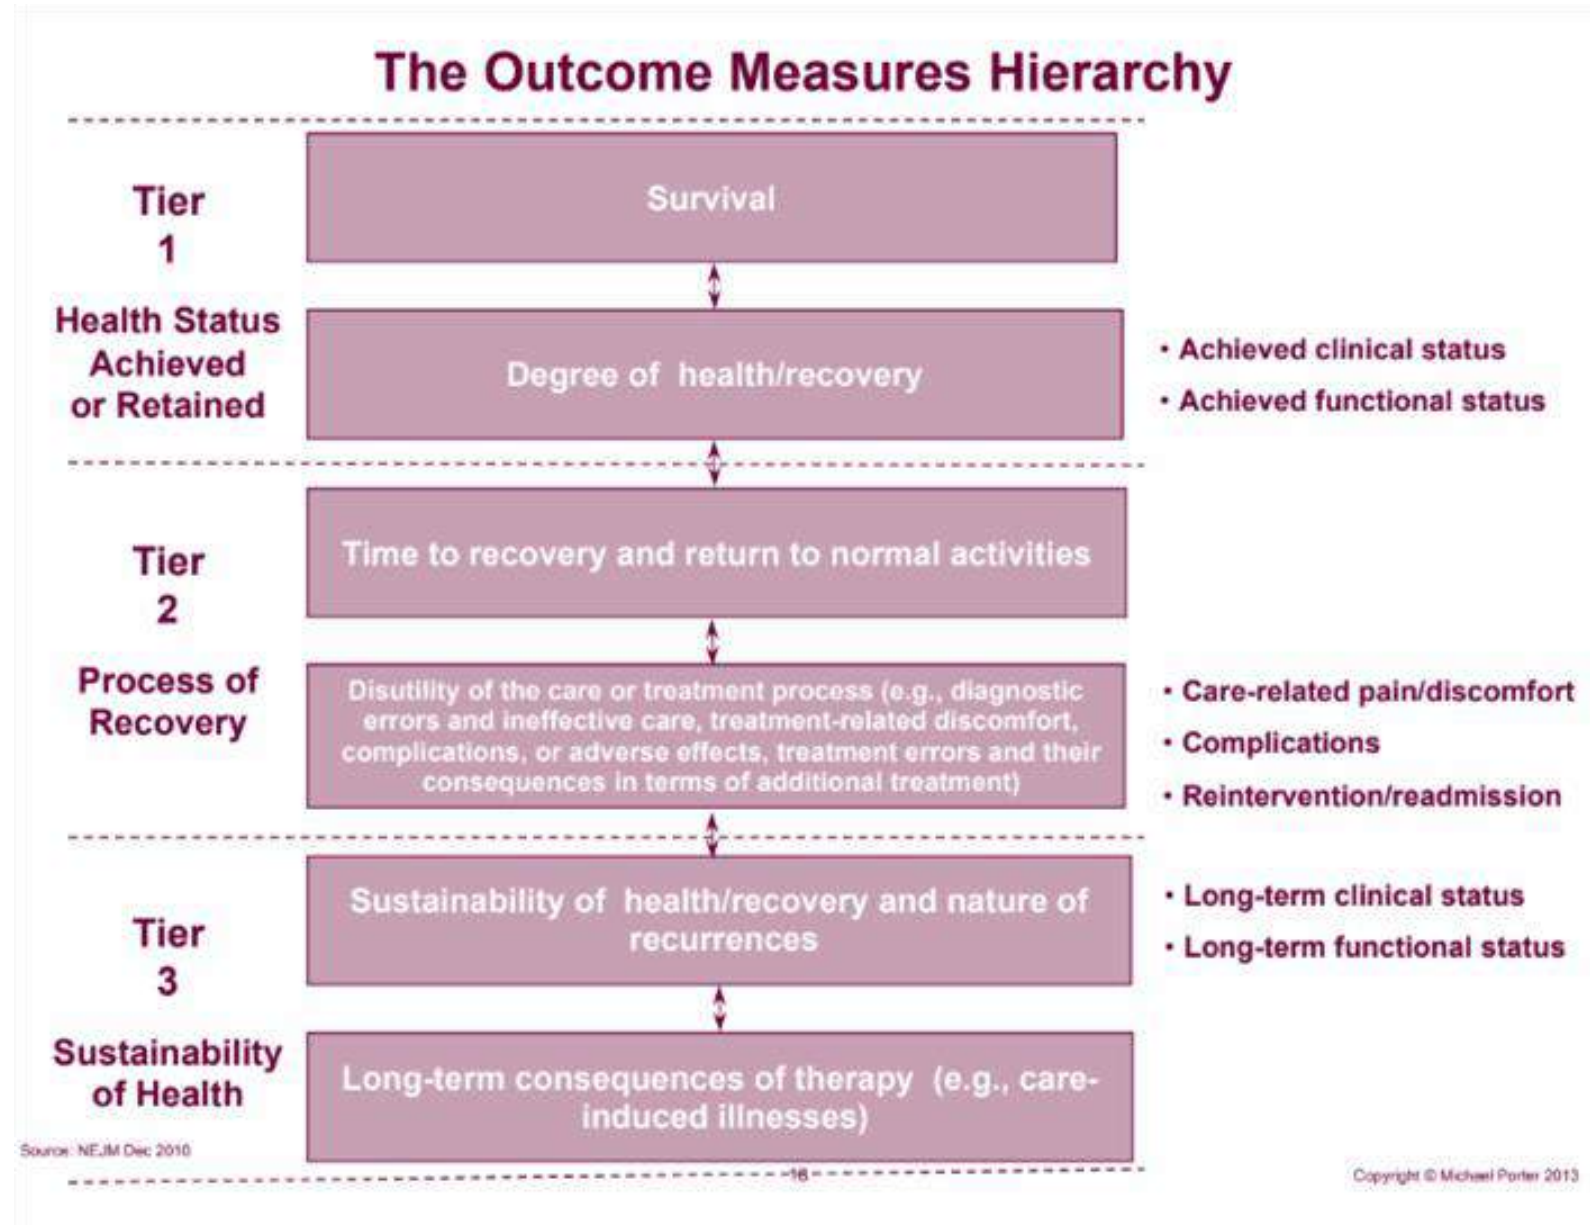 The Outcome Measures Hierarchy
Tier
1
Health Status
Achieved
or Retained
Survival
Degree of health/recovery
• Achieved clinical status
• Achieved functional status
Tier
2
Process of
Recovery
Time to recovery and return to normal activities
Disutility of the care or treatment process (e.g., diagnostic
errors and ineffective care, treatment-related discomfort,
complications, or adverse effects, treatment errors and their
consequences in terms of additional treatment)
• Care-related pain/discomfort
• Complications
• Reintervention/readmission
Tier
3
Sustainability
of Health
Sustainability of health/recovery and nature of
recurrences
• Long-term clinical status
• Long-term functional status
Long-term consequences of therapy (e.g., care-
induced illnesses)
Source: NEJM Dec 2010
16
Copyright © Michael Porter 2013